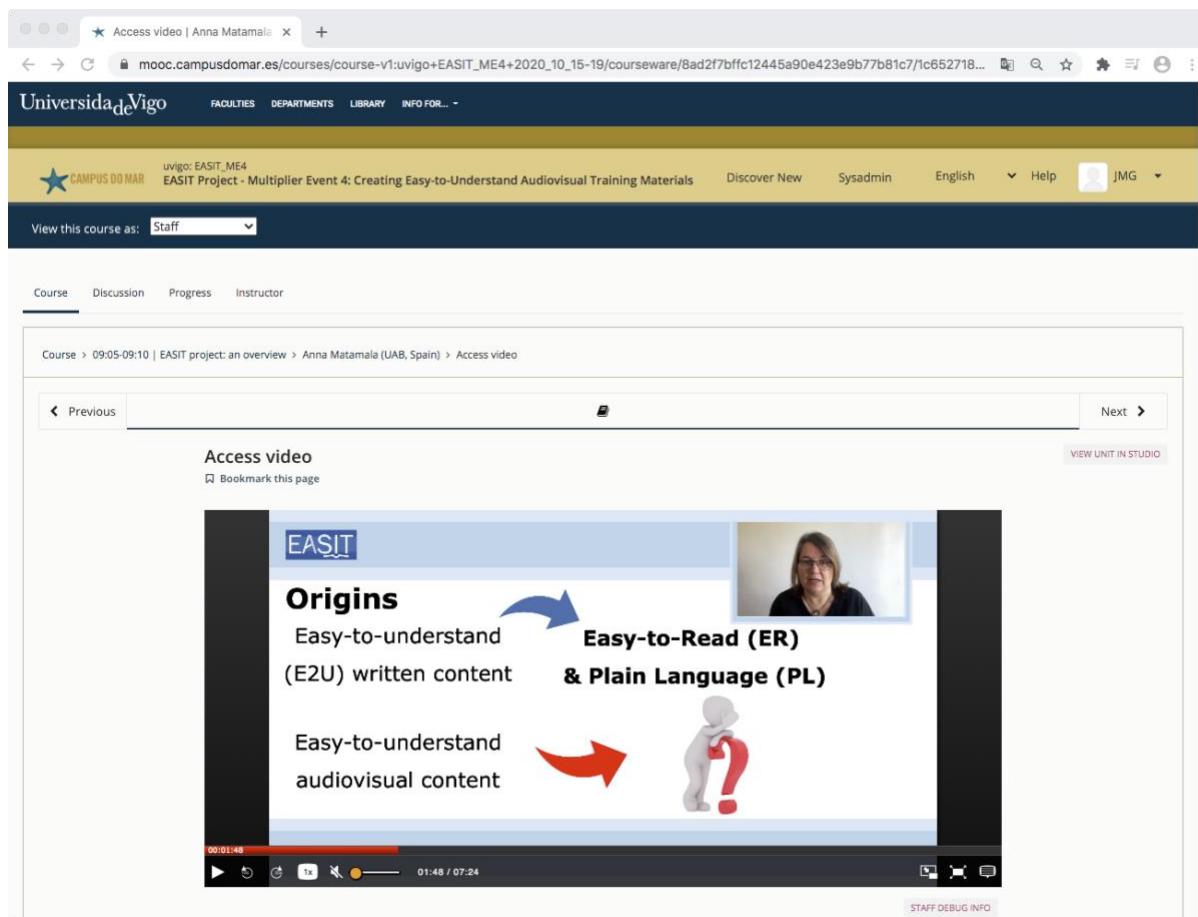 Access video | Anna Matamala
mooc.campusdomar.es/courses/course-v1:uvigo+EASIT_ME4+2020_10_15-19/courseware/8ad2f7bffc12445a90e423e9b77b81c7/1c652718...
UniversidadeVigo FACULTIES DEPARTMENTS LIBRARY INFO FOR...
CAMPUS DO MAR
uvigo: EASIT_ME4
EASIT Project - Multiplier Event 4: Creating Easy-to-Understand Audiovisual Training Materials
Discover New Sysadmin English Help JMG
View this course as: Staff
Course Discussion Progress Instructor
Course > 09:05-09:10 | EASIT project: an overview > Anna Matamala (UAB, Spain) > Access video
Previous Next
Access video
VIEW UNIT IN STUDIO
Bookmark this page
EASIT
Origins
Easy-to-understand
(E2U) written content
Easy-to-Read (ER)
& Plain Language (PL)
Easy-to-understand
audiovisual content
?
00:01:48
1x 01:48 / 07:24
STAFF DEBUG INFO